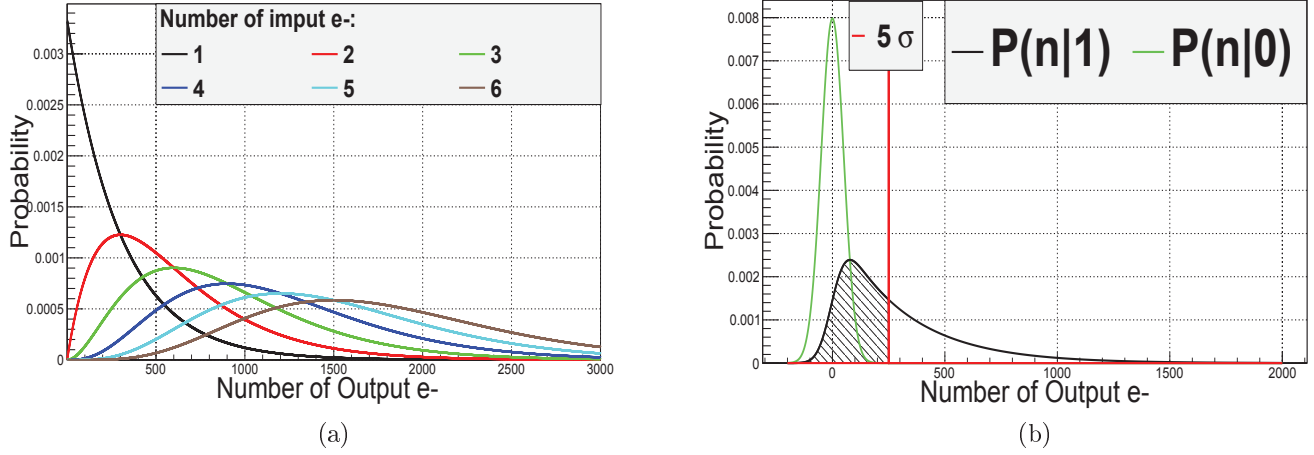 Number of imput e-:
1 2 3
4 5 6
0.003
0.0025
0.002
0.0015
0.001
0.0005
0
Probability
500 1000 1500 2000 2500 3000
Number of Output e-
(a)
5 σ
P(n|1) P(n|0)
0.008
0.007
0.006
0.005
0.004
0.003
0.002
0.001
0
Probability
0 500 1000 1500 2000
Number of Output e-
(b)